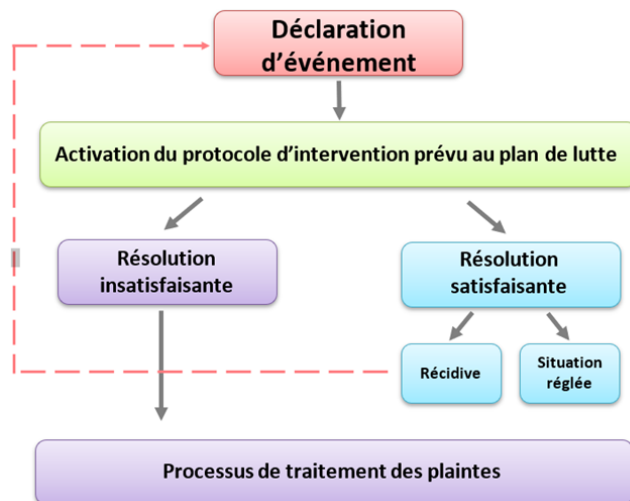 Déclaration
d’événement
Activation du protocole d’intervention prévu au plan de lutte
Résolution
insatisfaisante
Résolution
satisfaisante
Récidive
Situation
réglée
Processus de traitement des plaintes